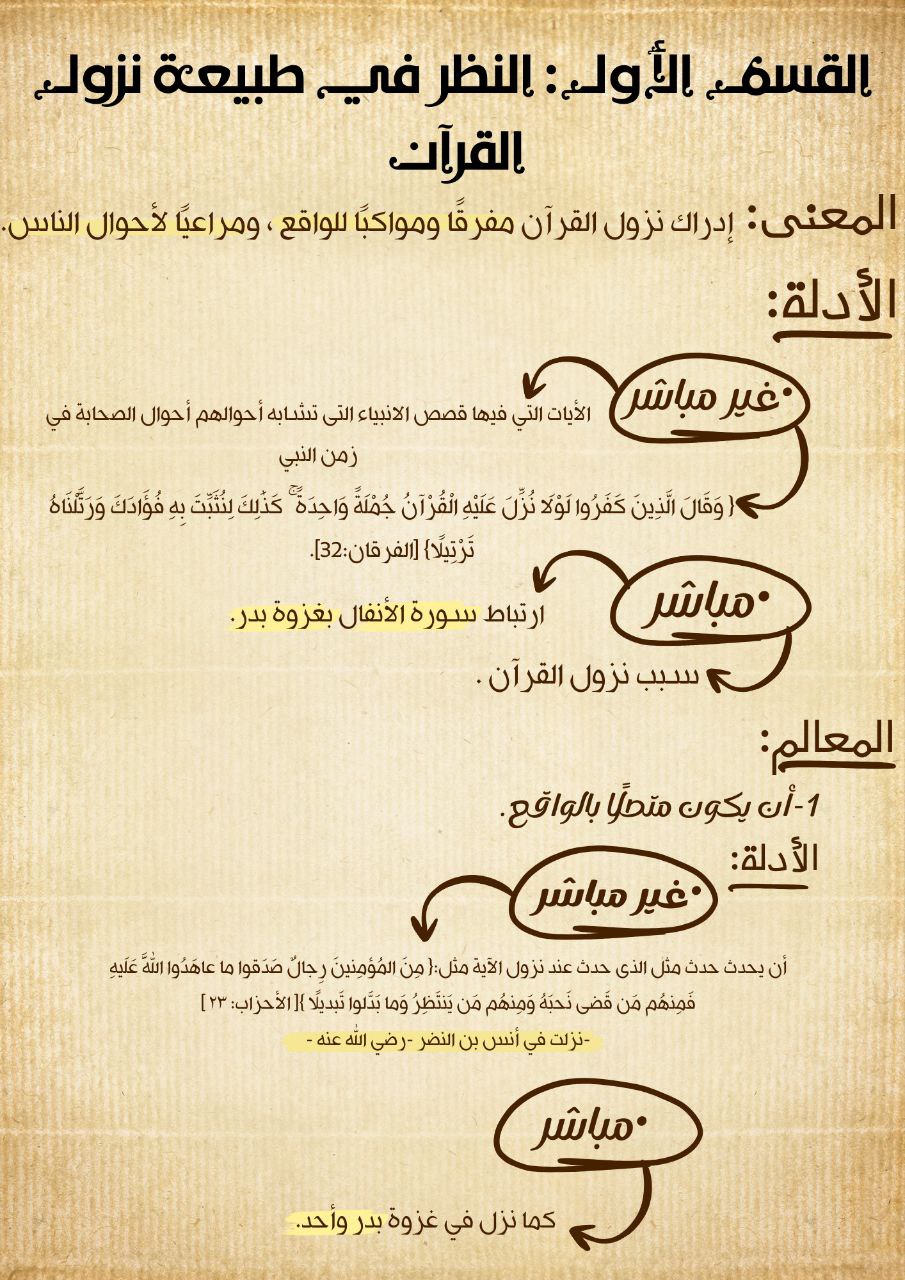 القسم الأول: النظر في طبيعة نزول
القرآن
المعنى: إدراك نزول القرآن مفرقًا ومواكبًا للواقع ، ومراعيًا لأحوال الناس.
الأدلة:
•غير مباشر
الأيات التي فيها قصص الانبياء التى تشابه أحوالهم أحوال الصحابة في
زمن النبي
{ وَقَالَ الَّذِينَ كَفَرُوا لَوْلَا نُزِّلَ عَلَيْهِ الْقُرْآنُ جُمْلَةً وَاحِدَةً ۚ كَذَٰلِكَ لِنُثَبِّتَ بِهِ فُؤَادَكَ وَرَتَّلْنَاهُ
تَرْتِيلًا} [الفرقان:32].
•مباشر
ارتباط سورة الأنفال بغزوة بدر.
سبب نزول القرآن .
المعالم:
1-أن يكون متصلًا بالواقع.
الأدلة:
•غير مباشر
أن يحدث حدث مثل الذى حدث عند نزول الآية مثل:{ مِنَ المُؤمِنينَ رِجالٌ صَدَقوا ما عاهَدُوا اللَّهَ عَلَيهِ
فَمِنهُم مَن قَضى نَحبَهُ وَمِنهُم مَن يَنتَظِرُ وَما بَدَّلوا تَبديلًا }[ الأحزاب: ٢٣ ]
-نزلت في أنس بن النضر -رضي الله عنه -
•مباشر
كما نزل في غزوة بدر وأحد.